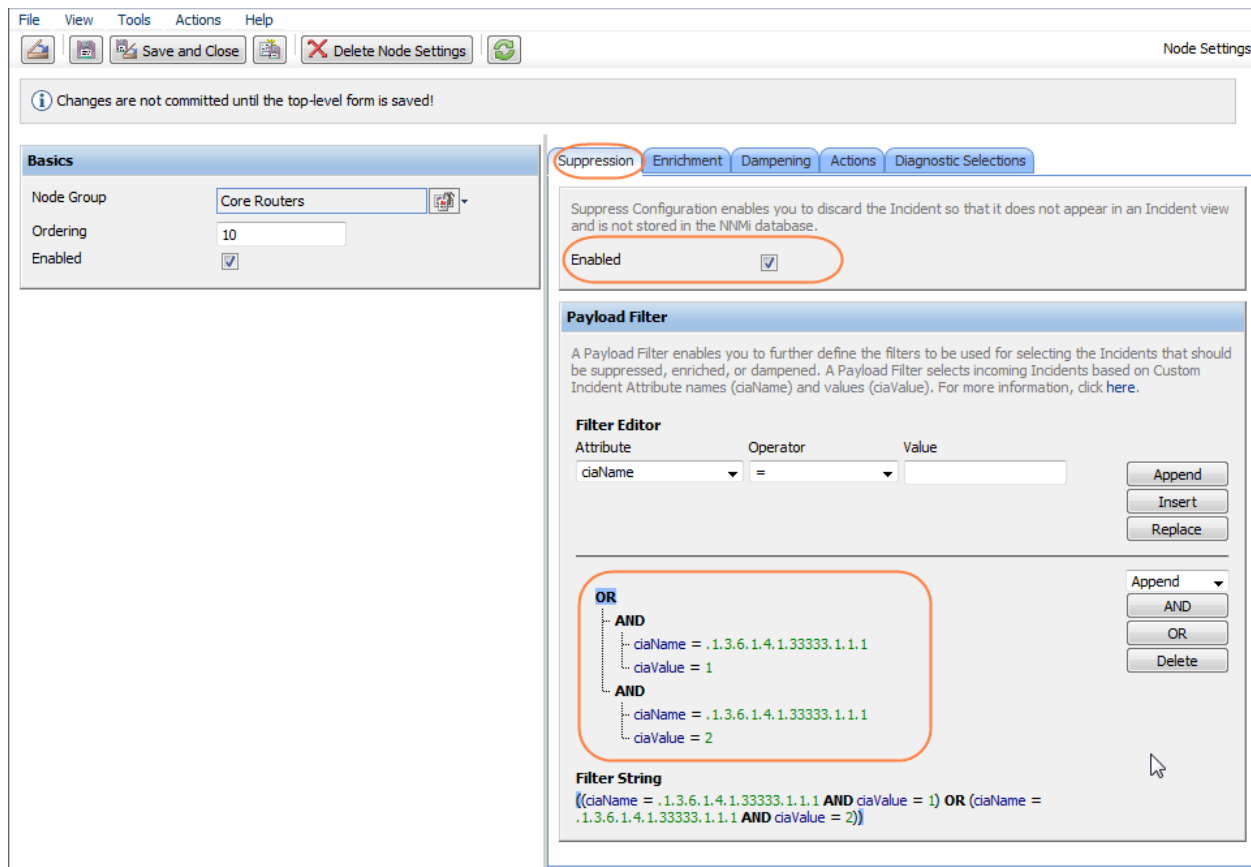 File View Tools Actions Help
Save and Close Delete Node Settings Node Settings
Changes are not committed until the top-level form is saved!
Basics
Node Group Core Routers
Ordering 10
Enabled
Suppression Enrichment Dampening Actions Diagnostic Selections
Suppress Configuration enables you to discard the Incident so that it does not appear in an Incident view
and is not stored in the NNMi database.
Enabled
Payload Filter
A Payload Filter enables you to further define the filters to be used for selecting the Incidents that should
be suppressed, enriched, or dampened. A Payload Filter selects incoming Incidents based on Custom
Incident Attribute names (ciaName) and values (ciaValue). For more information, click here.
Filter Editor
Attribute Operator Value
ciaName =
Append
Insert
Replace
Append
AND
OR
Delete
OR
AND
ciaName = .1.3.6.1.4.1.33333.1.1.1
ciaValue = 1
AND
ciaName = .1.3.6.1.4.1.33333.1.1.1
ciaValue = 2
Filter String
((ciaName = .1.3.6.1.4.1.33333.1.1.1 AND ciaValue = 1) OR (ciaName =
.1.3.6.1.4.1.33333.1.1.1 AND ciaValue = 2))